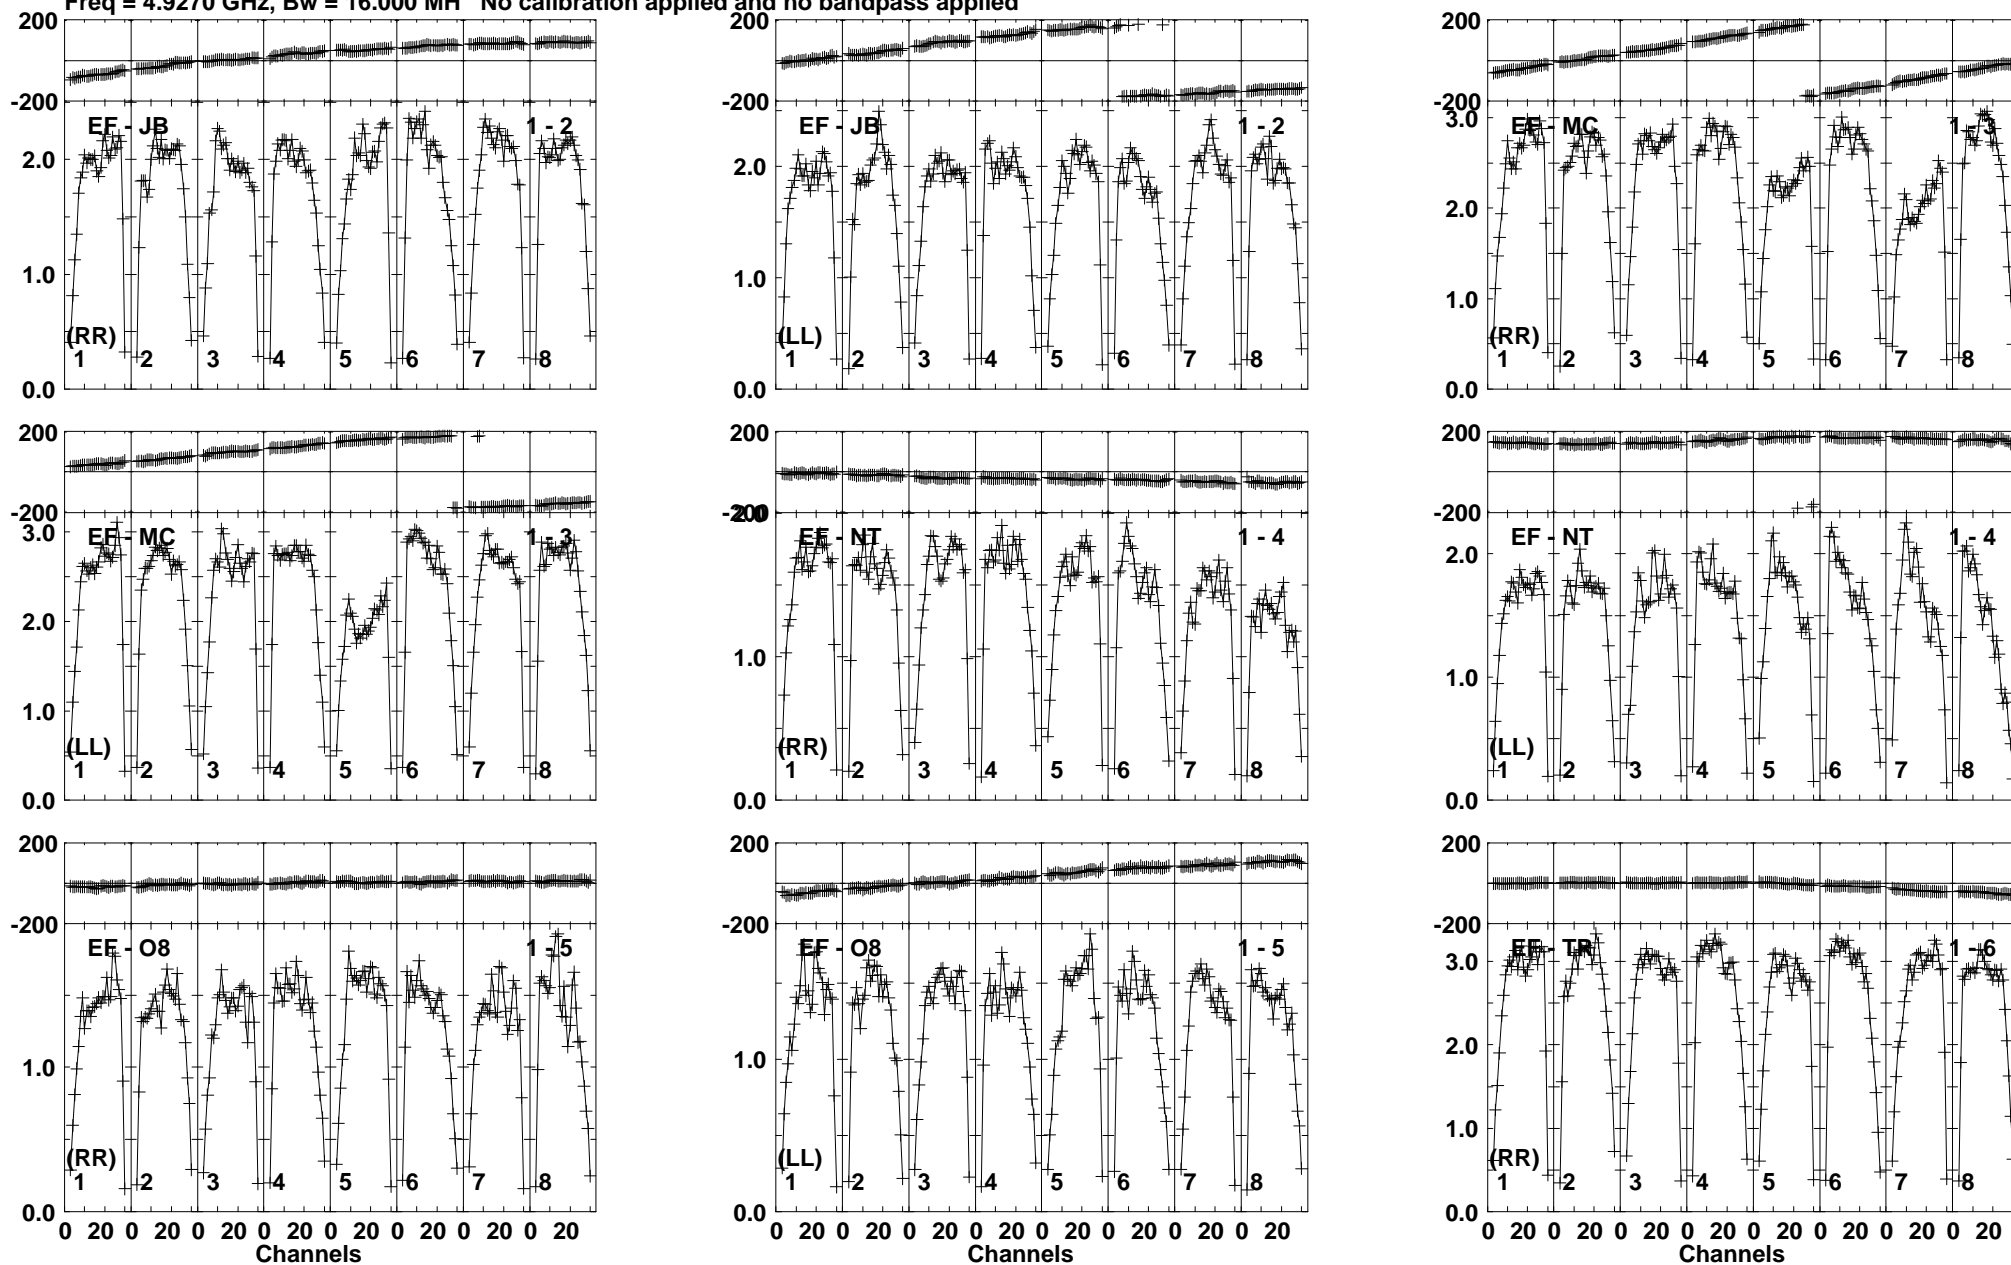 Freq = 4.9270 GHz, Bw = 16.000 MH No calibration applied and no bandpass applied
200 200 200
-200 -200 -200
EF - JB 1 - 2 EF - JB 1 - 2 EF - MC 1 - 3
2.0 2.0 3.0
2.0
1.0 1.0 1.0
(RR) (LL) (RR)
1 2 3 4 5 6 7 8 1 2 3 4 5 6 7 8 1 2 3 4 5 6 7 8
0.0 0.0 0.0
200 200 200
-200 -200 -200
EF - MC 1 - 3 EF - NT 1 - 4 EF - NT 1 - 4
3.0 2.0 2.0
2.0
1.0 1.0 1.0
(LL) (RR) (LL)
1 2 3 4 5 6 7 8 1 2 3 4 5 6 7 8 1 2 3 4 5 6 7 8
0.0 0.0 0.0
200 200 200
-200 -200 -200
EF - O8 1 - 5 EF - O8 1 - 5 EF - TR 1 - 6
3.0
2.0
1.0 1.0 1.0
(RR) (LL) (RR)
1 2 3 4 5 6 7 8 1 2 3 4 5 6 7 8 1 2 3 4 5 6 7 8
0.0 0.0 0.0
0 20 0 20 0 20 0 20 0 20 0 20 0 20 0 20 0 20 0 20 0 20 0 20 0 20 0 20 0 20 0 20 0 20 0 20 0 20 0 20 0 20 0 20 0 20 0 20
Channels Channels Channels